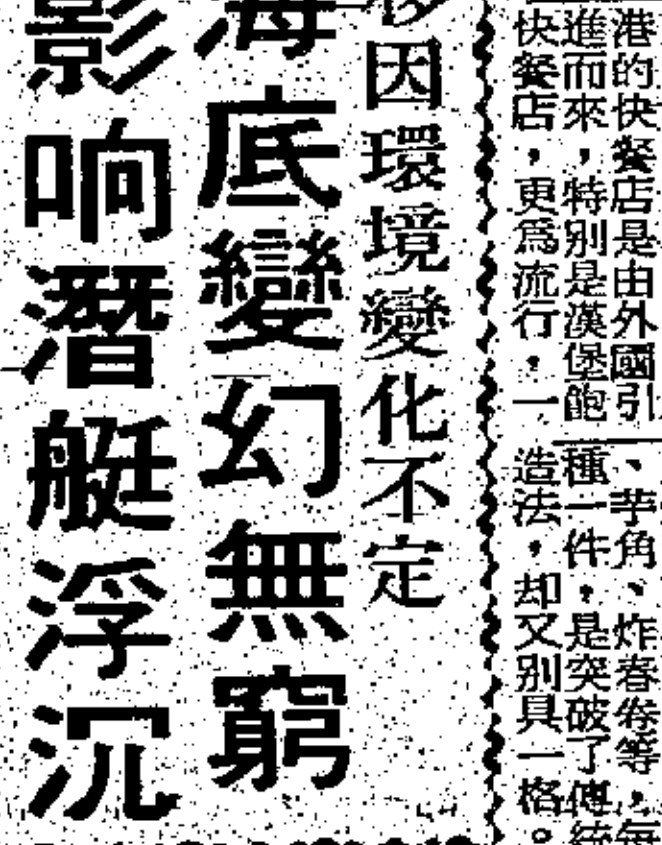 港的快餐店是由外國引
進而來，特別是漢堡飽
快餐店，更爲流行，一
、芋角、炸春卷等，每
種一件，是突破了傳統
造法，却又別具一格。
因環境變化不定
海底變幻無窮
影响潛艇浮沉